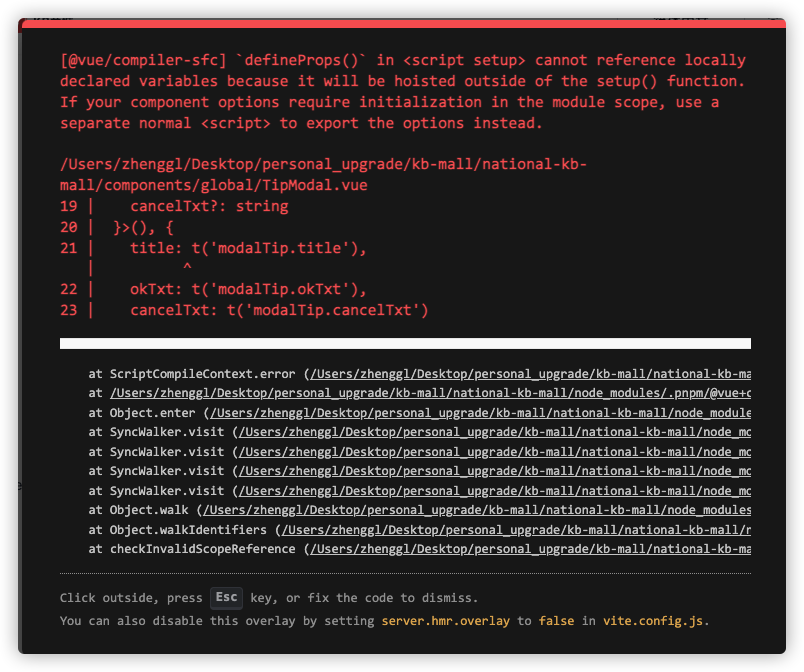 [@vue/compiler-sfc] `defineProps()` in <script setup> cannot reference locally
declared variables because it will be hoisted outside of the setup() function.
If your component options require initialization in the module scope, use a
separate normal <script> to export the options instead.
/Users/zhenggl/Desktop/personal_upgrade/kb-mall/national-kb-
mall/components/global/TipModal.vue
19 |    cancelTxt?: string
20 |  }>(), {
21 |    title: t('modalTip.title'),
   |          ^
22 |    okTxt: t('modalTip.okTxt'),
23 |    cancelTxt: t('modalTip.cancelTxt')
at ScriptCompileContext.error (/Users/zhenggl/Desktop/personal_upgrade/kb-mall/national-kb-ma
at /Users/zhenggl/Desktop/personal_upgrade/kb-mall/national-kb-mall/node_modules/.pnpm/@vue+c
at Object.enter (/Users/zhenggl/Desktop/personal_upgrade/kb-mall/national-kb-mall/node_module
at SyncWalker.visit (/Users/zhenggl/Desktop/personal_upgrade/kb-mall/national-kb-mall/node_mo
at SyncWalker.visit (/Users/zhenggl/Desktop/personal_upgrade/kb-mall/national-kb-mall/node_mo
at SyncWalker.visit (/Users/zhenggl/Desktop/personal_upgrade/kb-mall/national-kb-mall/node_mo
at SyncWalker.visit (/Users/zhenggl/Desktop/personal_upgrade/kb-mall/national-kb-mall/node_mo
at Object.walk (/Users/zhenggl/Desktop/personal_upgrade/kb-mall/national-kb-mall/node_modules
at Object.walkIdentifiers (/Users/zhenggl/Desktop/personal_upgrade/kb-mall/national-kb-mall/n
at checkInvalidScopeReference (/Users/zhenggl/Desktop/personal_upgrade/kb-mall/national-kb-ma
Click outside, press Esc key, or fix the code to dismiss.
You can also disable this overlay by setting server.hmr.overlay to false in vite.config.js.